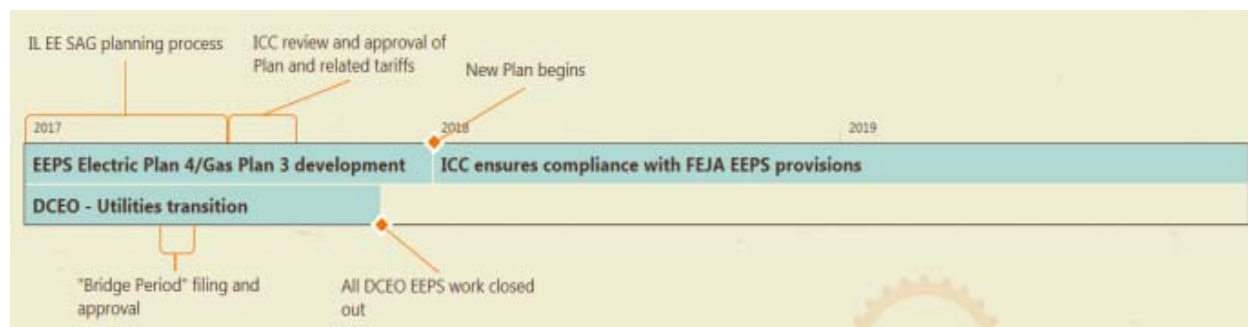 IL EE SAG planning process
ICC review and approval of
Plan and related tariffs
New Plan begins
2017
2018
2019
EEPS Electric Plan 4/Gas Plan 3 development
ICC ensures compliance with FEJA EEPS provisions
DCEO - Utilities transition
"Bridge Period" filing and
approval
All DCEO EEPS work closed
out